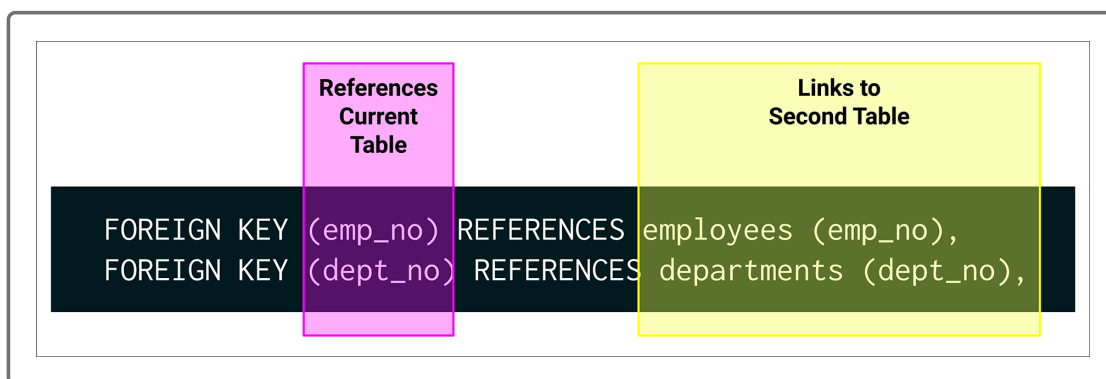 References
Current
Table
Links to
Second Table
FOREIGN KEY (emp_no) REFERENCES employees (emp_no),
FOREIGN KEY (dept_no) REFERENCES departments (dept_no),